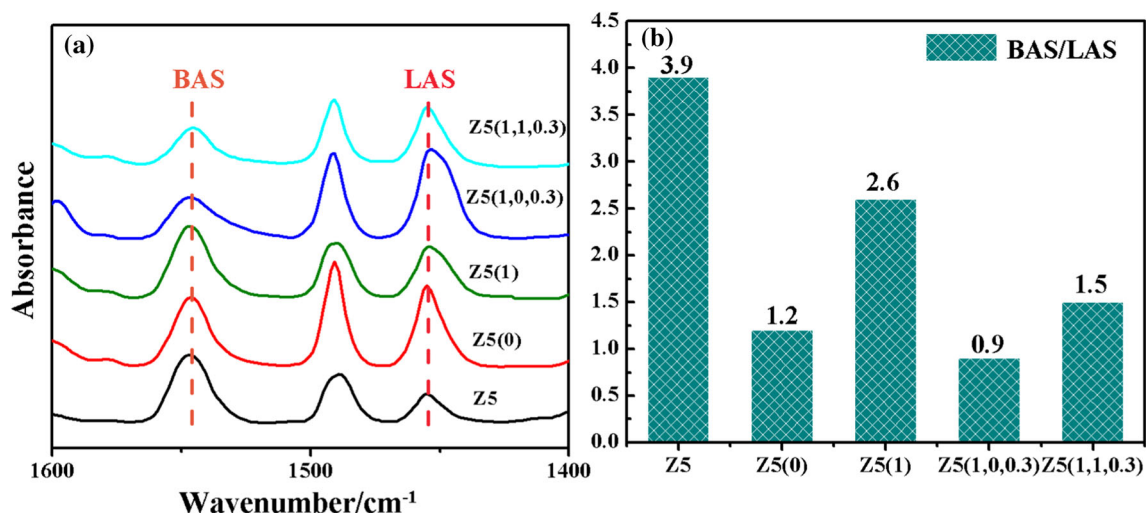 (a)
BAS
LAS
Z5(1,1,0.3)
Z5(1,0,0.3)
Z5(1)
Z5(0)
Z5
Absorbance
1600
1500
1400
Wavenumber/cm⁻¹
(b)
BAS/LAS
4.5
4.0
3.5
3.0
2.5
2.0
1.5
1.0
0.5
0.0
3.9
1.2
2.6
0.9
1.5
Z5
Z5(0)
Z5(1)
Z5(1,0,0.3)
Z5(1,1,0.3)